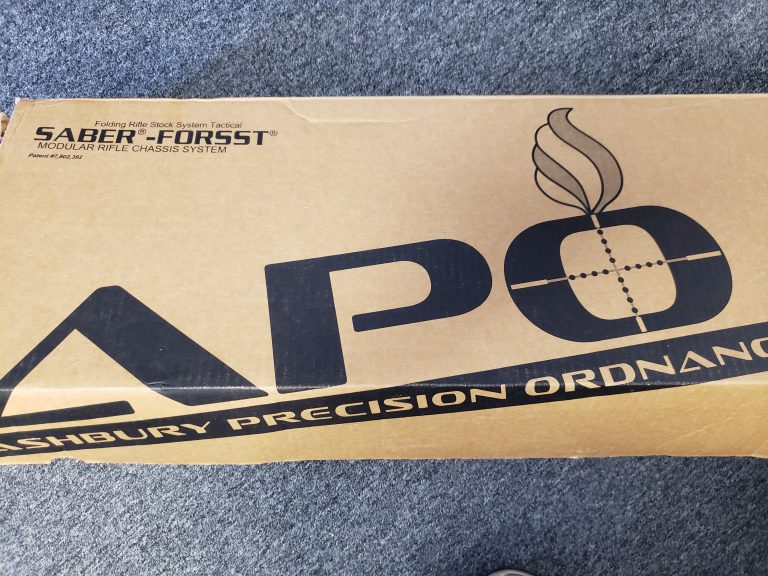 Folding Rifle Stock System Tactical
SABER®-FORSST®
MODULAR RIFLE CHASSIS SYSTEM
Patent #7,802,392
APO
ASHBURY PRECISION ORDNANC